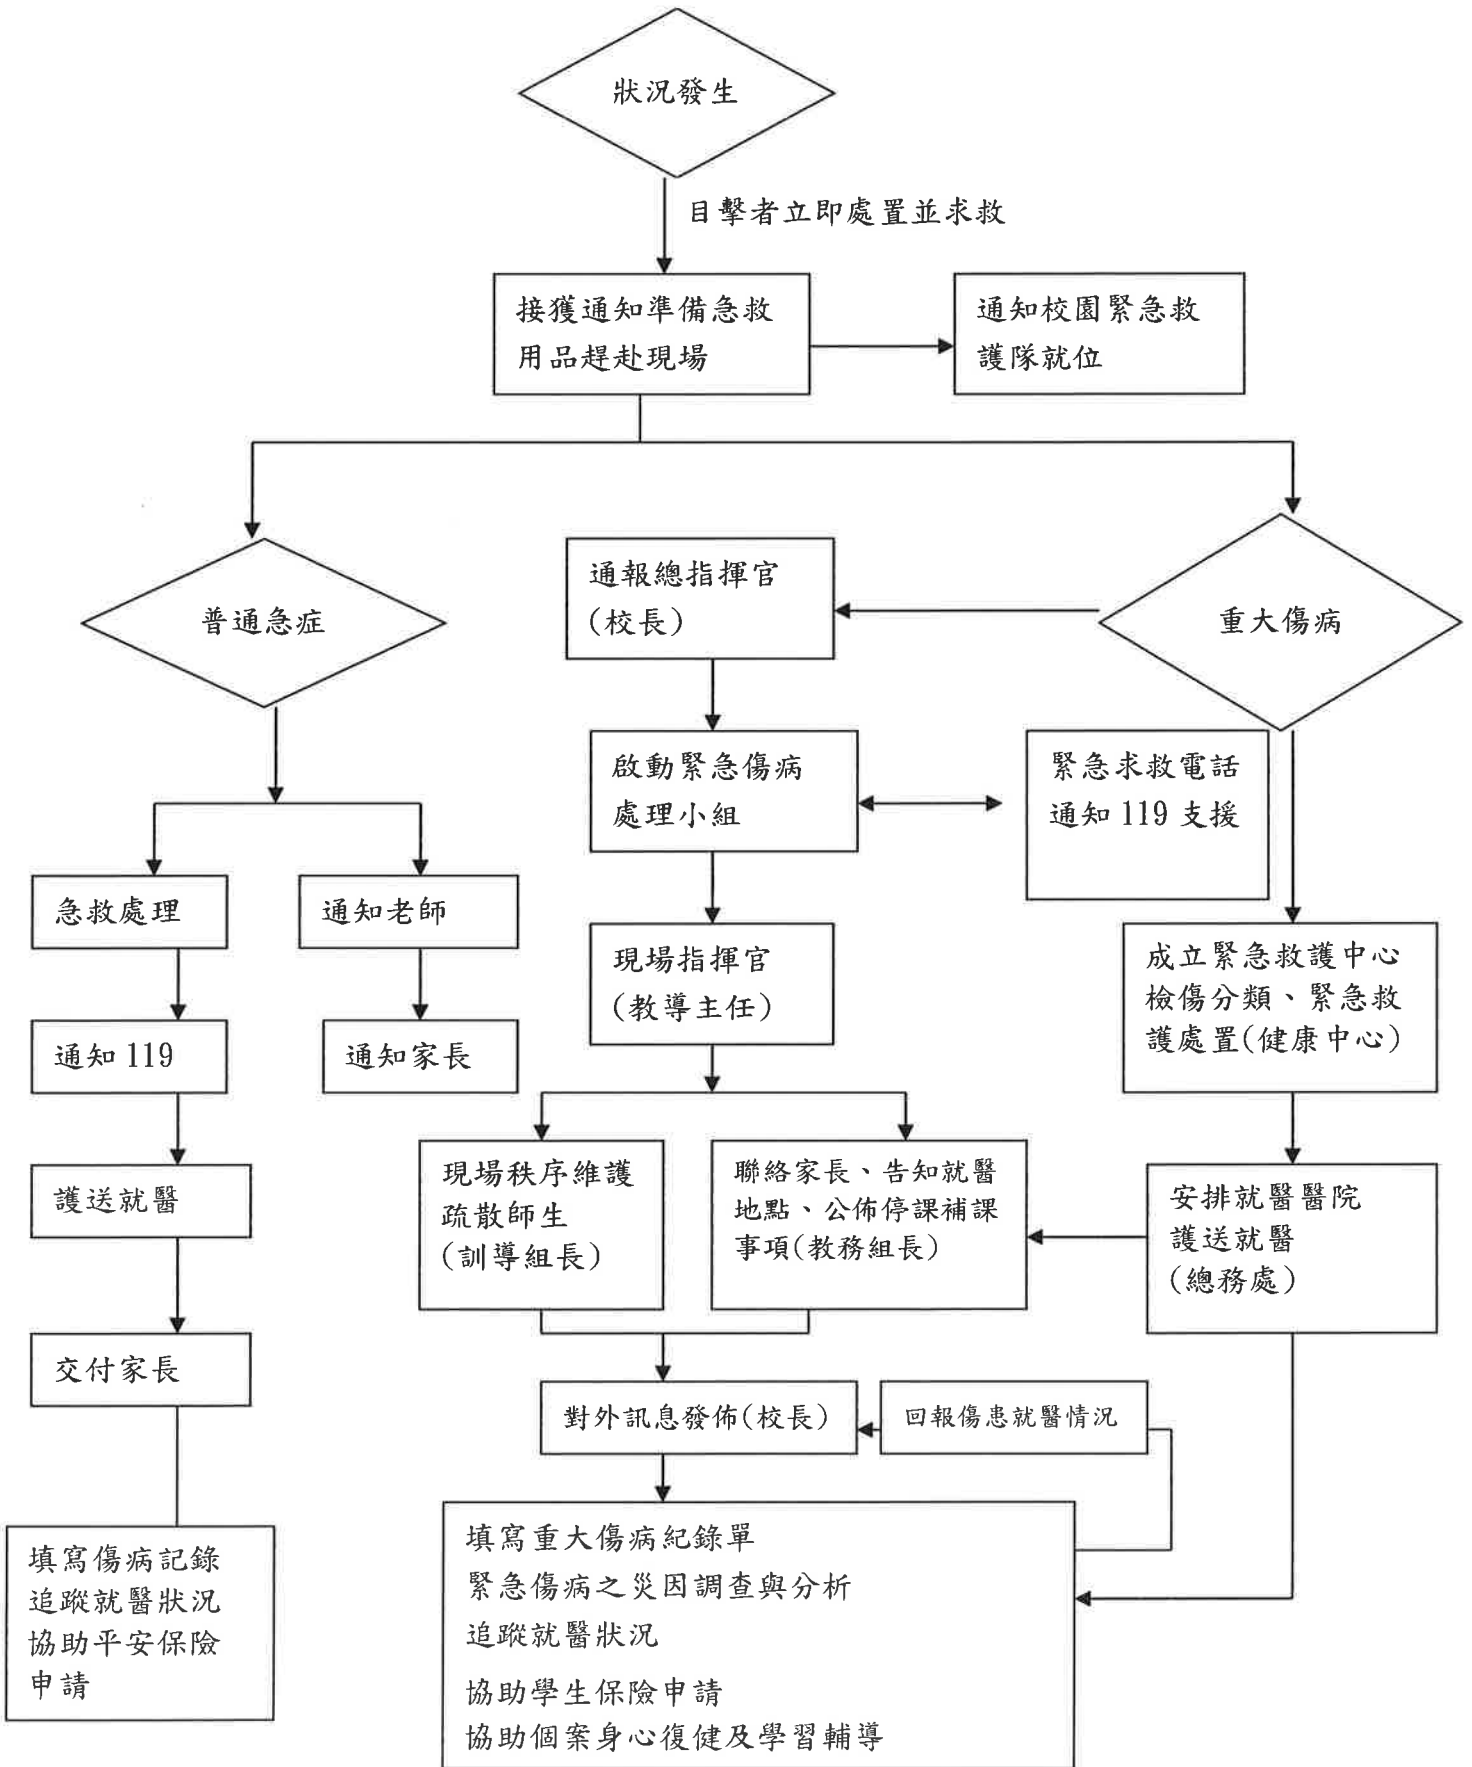 狀況發生
目擊者立即處置並求救
接獲通知準備急救
用品趕赴現場
通知校園緊急救
護隊就位
普通急症
通報總指揮官
(校長)
重大傷病
啟動緊急傷病
處理小組
緊急求救電話
通知 119 支援
急救處理
通知老師
現場指揮官
(教導主任)
成立緊急救護中心
檢傷分類、緊急救
護處置(健康中心)
通知 119
通知家長
護送就醫
現場秩序維護
疏散師生
(訓導組長)
聯絡家長、告知就醫
地點、公佈停課補課
事項(教務組長)
安排就醫醫院
護送就醫
(總務處)
交付家長
對外訊息發佈(校長)
回報傷患就醫情況
填寫傷病記錄
追蹤就醫狀況
協助平安保險
申請
填寫重大傷病紀錄單
緊急傷病之災因調查與分析
追蹤就醫狀況
協助學生保險申請
協助個案身心復健及學習輔導